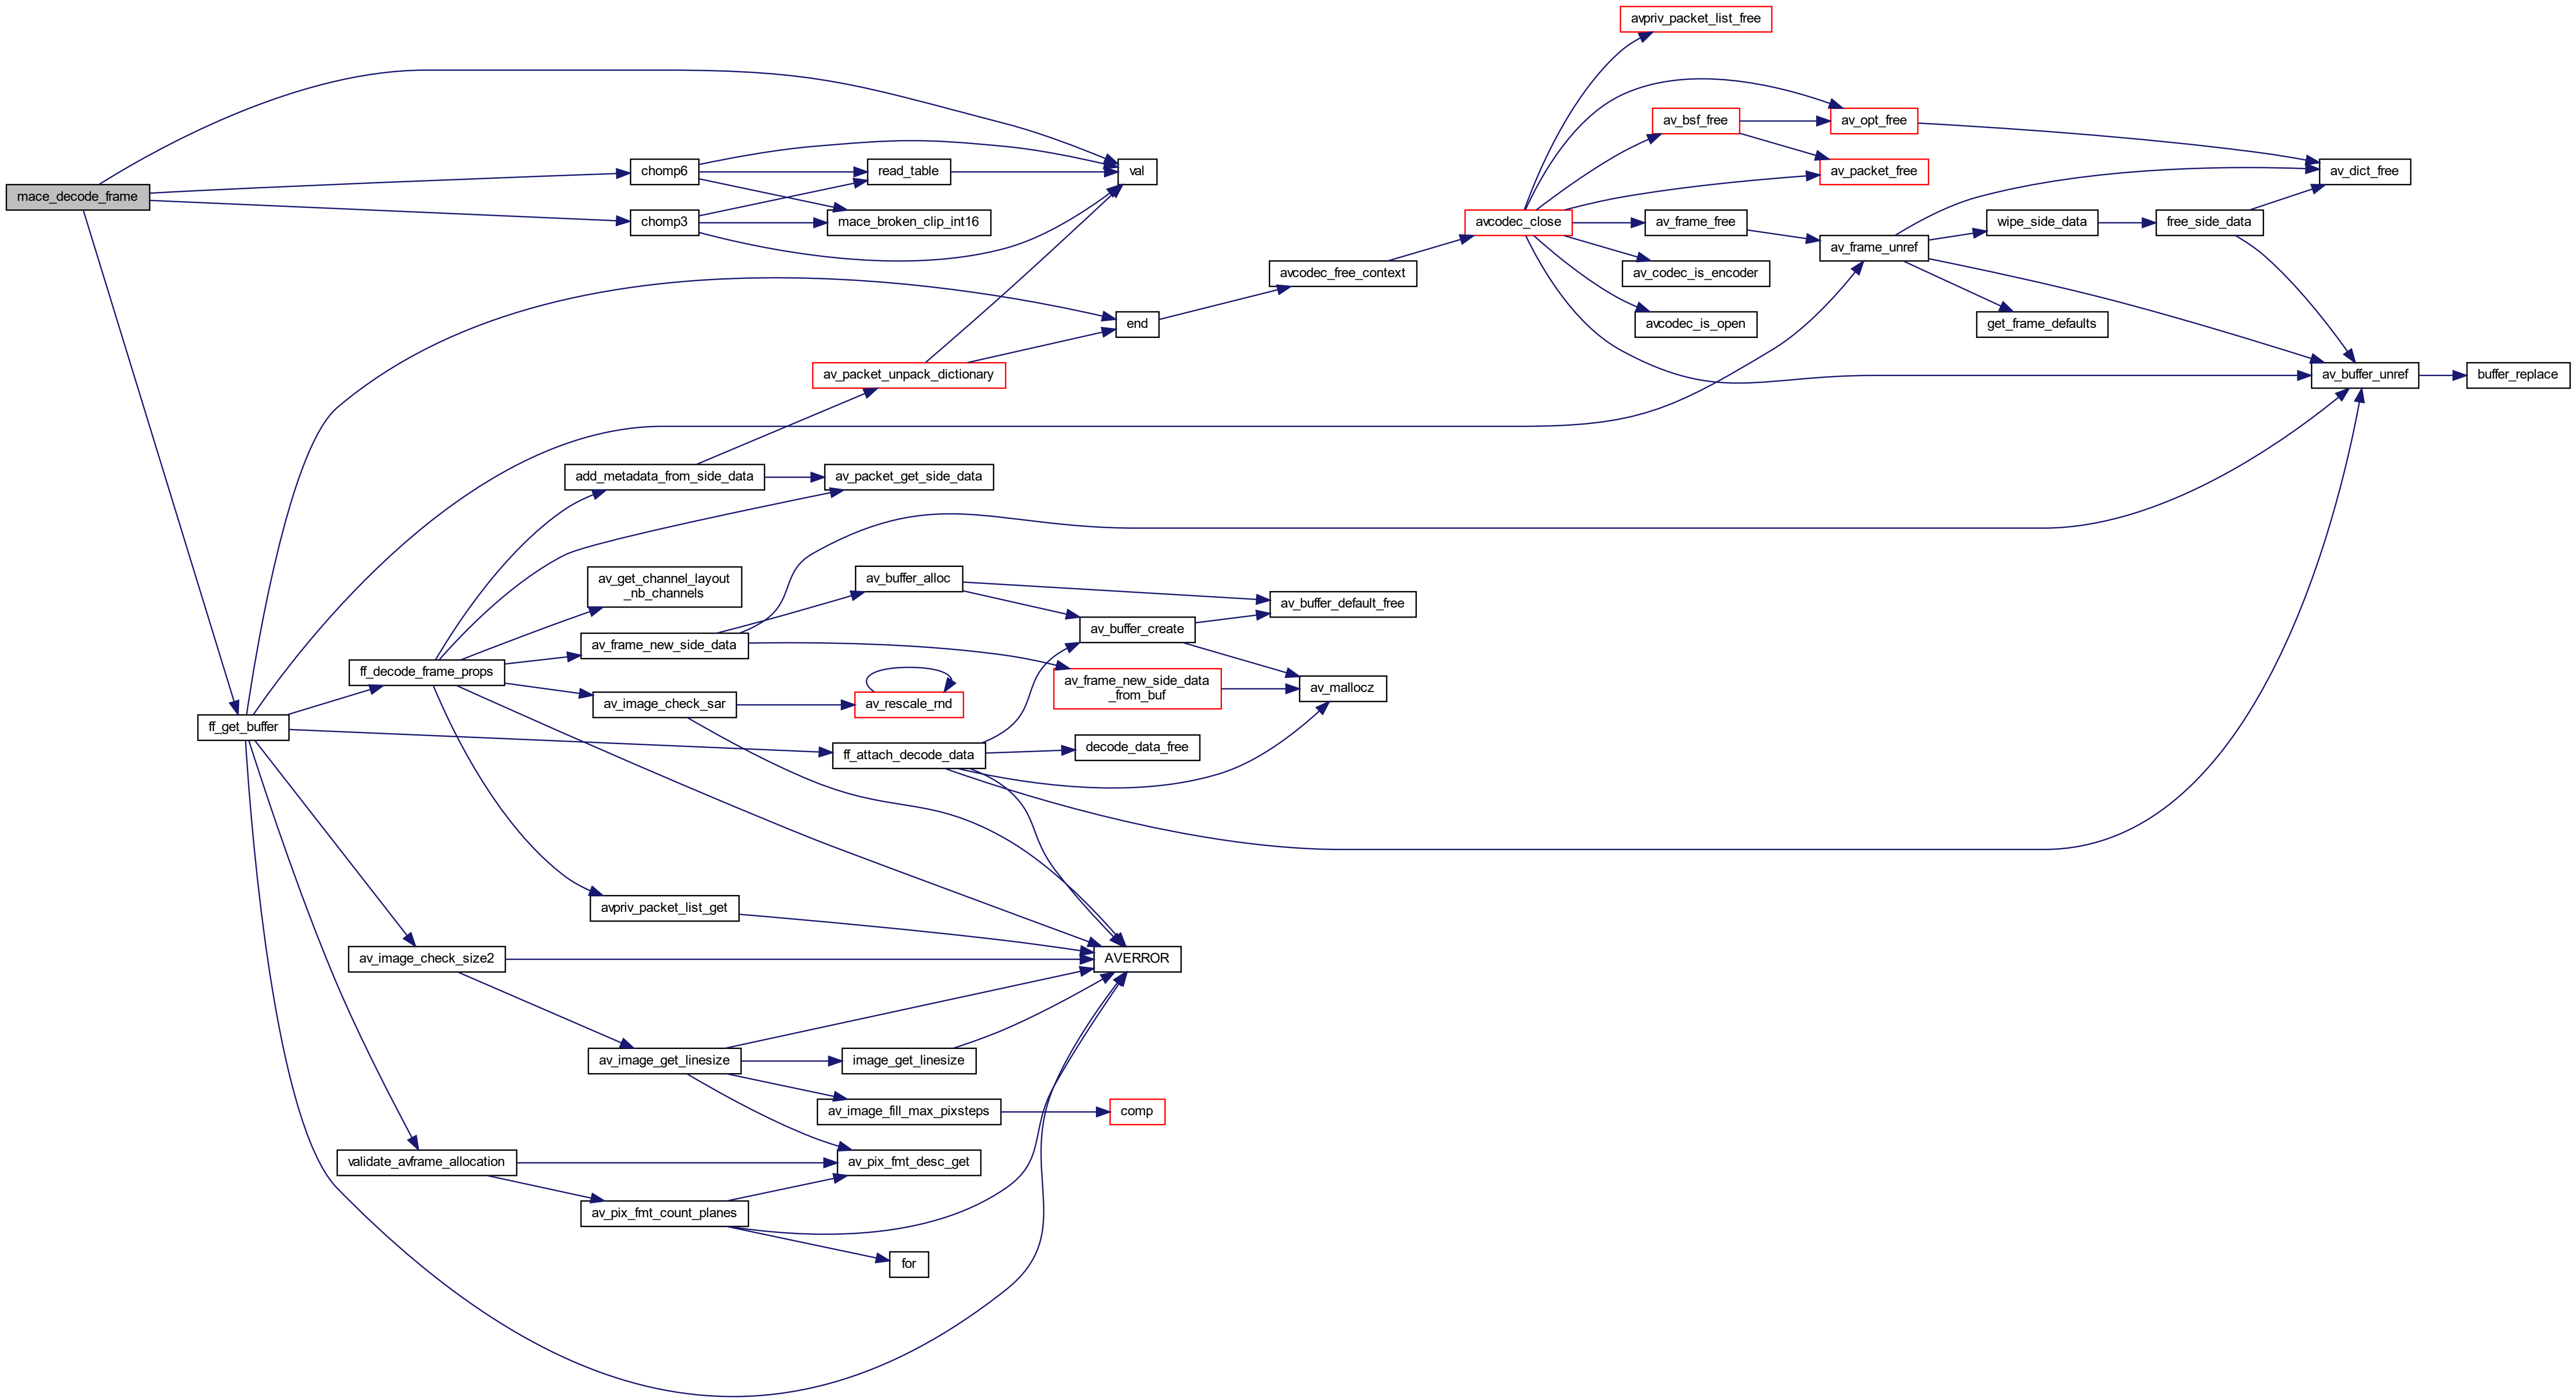 avpriv_packet_list_free
av_bsf_free
av_opt_free
chomp6
read_table
val
av_packet_free
av_dict_free
mace_decode_frame
chomp3
mace_broken_clip_int16
avcodec_close
av_frame_free
wipe_side_data
free_side_data
av_frame_unref
avcodec_free_context
av_codec_is_encoder
end
avcodec_is_open
get_frame_defaults
av_packet_unpack_dictionary
av_buffer_unref
buffer_replace
add_metadata_from_side_data
av_packet_get_side_data
av_get_channel_layout
_nb_channels
av_buffer_alloc
av_buffer_default_free
av_buffer_create
av_frame_new_side_data
ff_decode_frame_props
av_frame_new_side_data
_from_buf
av_mallocz
av_image_check_sar
av_rescale_rnd
ff_get_buffer
ff_attach_decode_data
decode_data_free
avpriv_packet_list_get
av_image_check_size2
AVERROR
av_image_get_linesize
image_get_linesize
av_image_fill_max_pixsteps
comp
validate_avframe_allocation
av_pix_fmt_desc_get
av_pix_fmt_count_planes
for